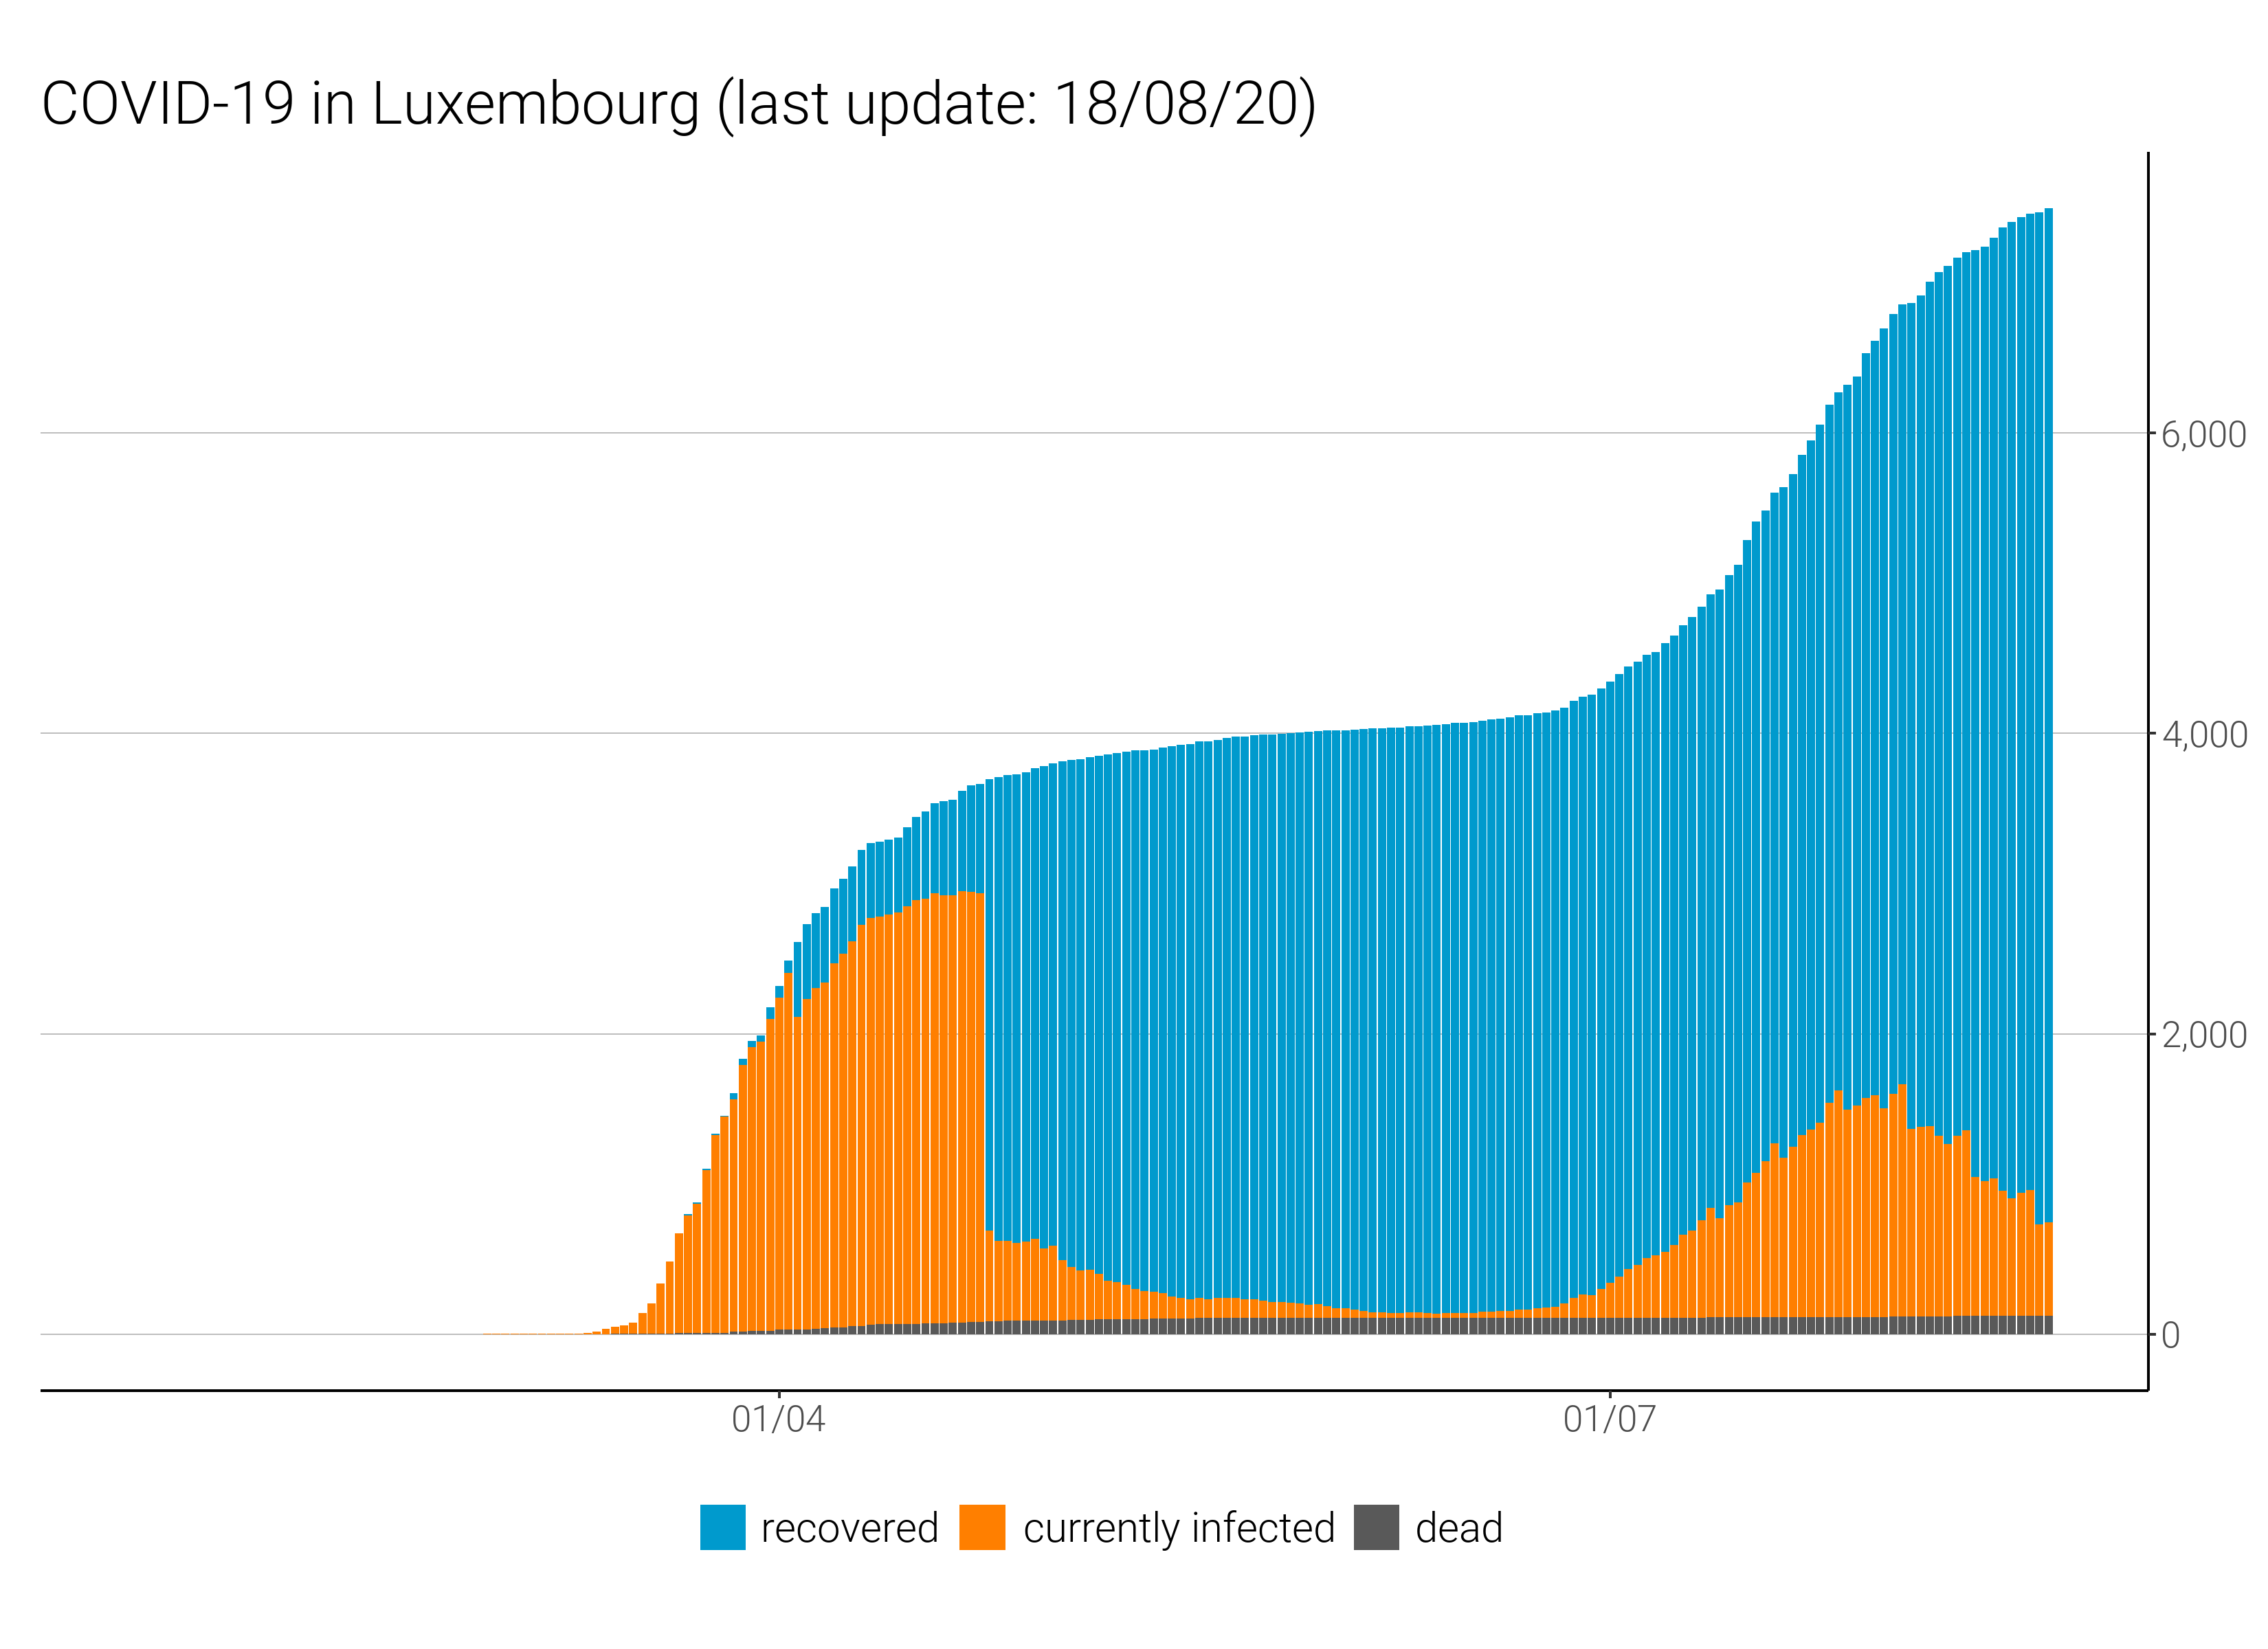 COVID-19 in Luxembourg (last update: 18/08/20)
6,000
4,000
2,000
0
01/04 01/07
recovered currently infected dead